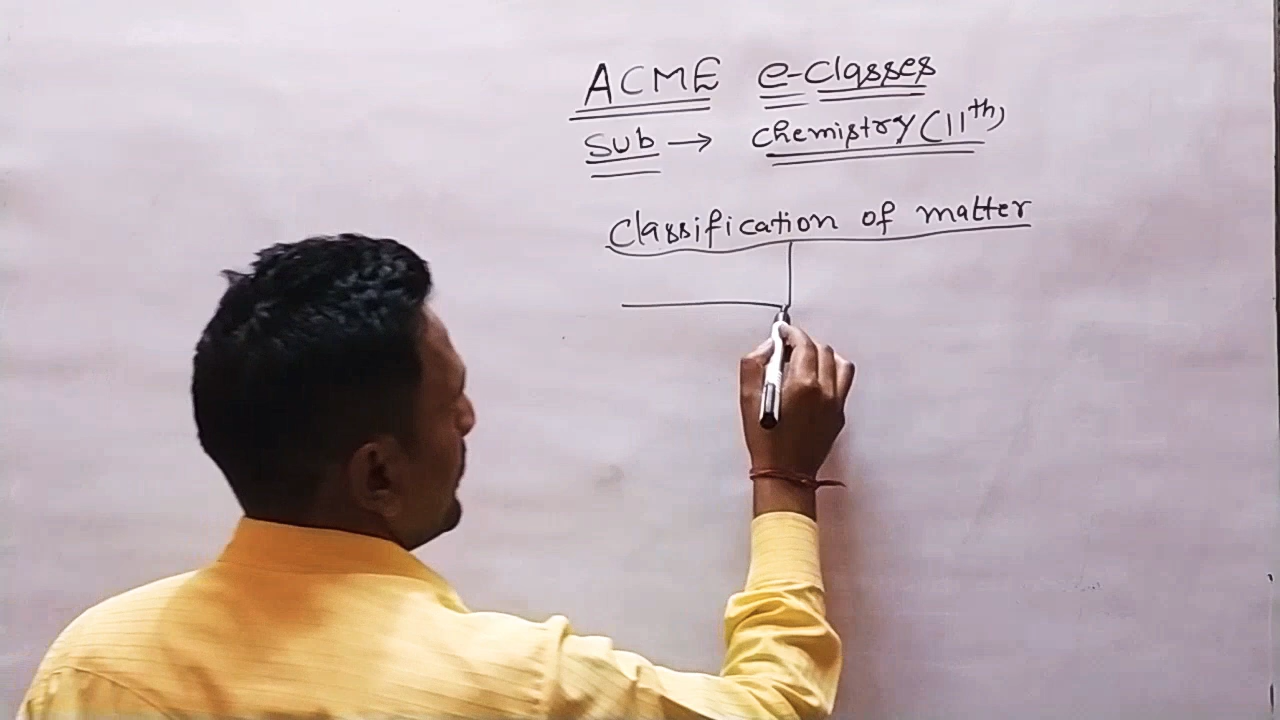 ACME e-classes
Sub → chemistry (11th)
Classification of matter